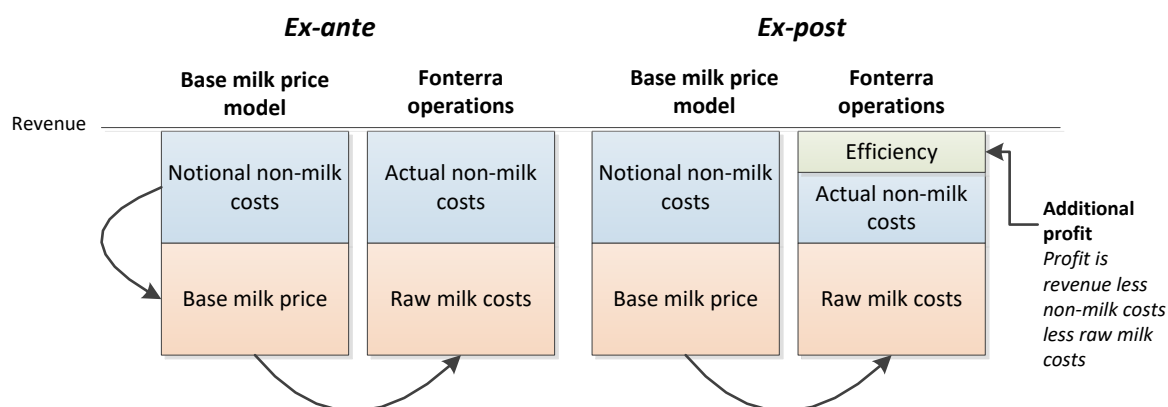 Ex-ante
Ex-post
Base milk price
model
Fonterra
operations
Base milk price
model
Fonterra
operations
Revenue
Notional non-milk
costs
Actual non-milk
costs
Notional non-milk
costs
Efficiency
Actual non-milk
costs
Base milk price
Raw milk costs
Base milk price
Raw milk costs
Additional
profit
Profit is
revenue less
non-milk costs
less raw milk
costs